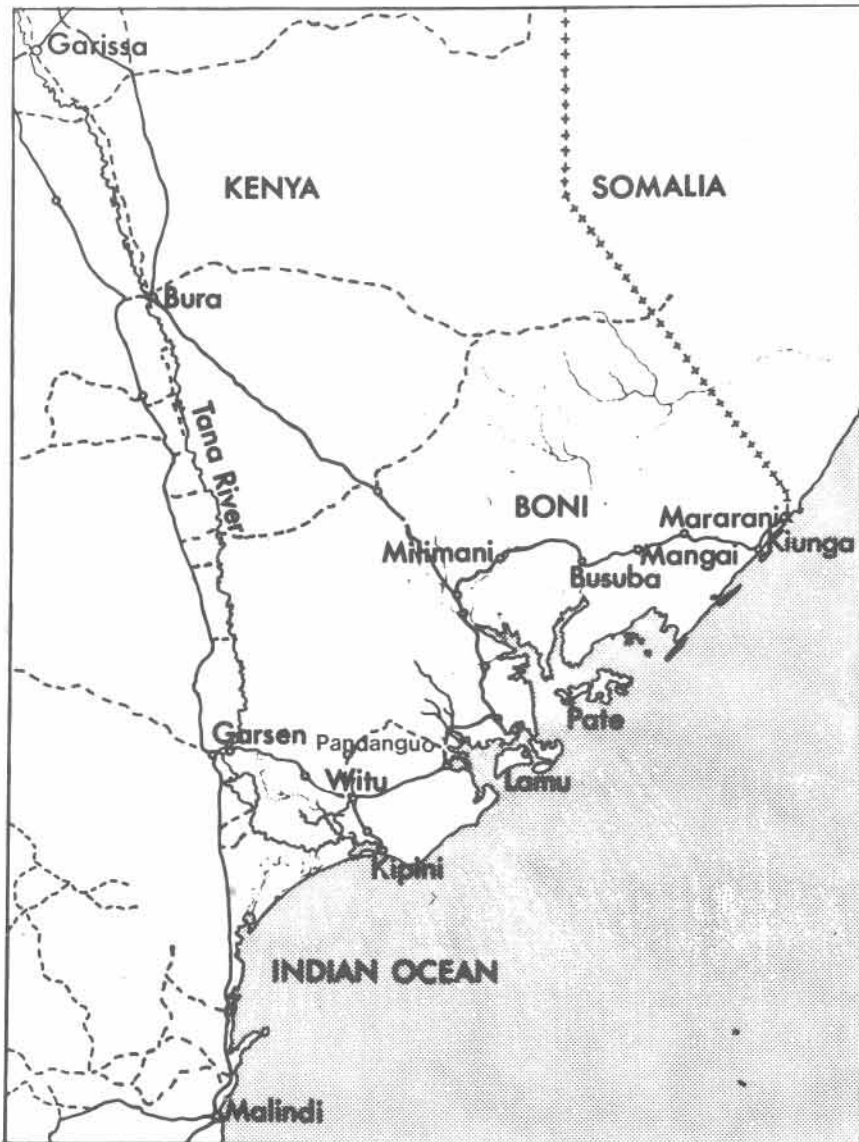 Garissa
KENYA
SOMALIA
Bura
Tana River
BONI
Mararani
Milimani
Mangai
Kiunga
Busuba
Pate
Garsen
Pandanguo
Lamu
Witu
Kipini
INDIAN OCEAN
Malindi